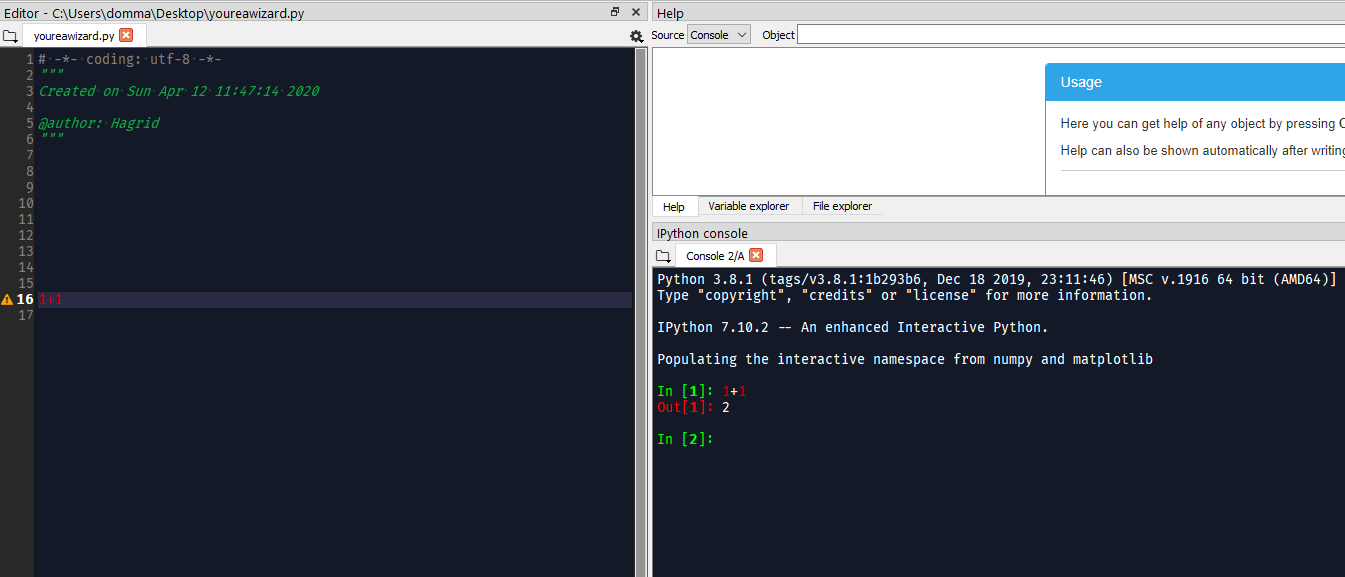 Editor - C:\Users\domma\Desktop\youreawizard.py
youreawizard.py
1 # -*- coding: utf-8 -*-
2 """
3 Created on Sun Apr 12 11:47:14 2020
4
5 @author: Hagrid
6 """
7
8
9
10
11
12
13
14
15
16 1+1
17
Help
Source Console Object
Usage
Here you can get help of any object by pressing C
Help can also be shown automatically after writing
Help Variable explorer File explorer
IPython console
Console 2/A
Python 3.8.1 (tags/v3.8.1:1b293b6, Dec 18 2019, 23:11:46) [MSC v.1916 64 bit (AMD64)]
Type "copyright", "credits" or "license" for more information.
IPython 7.10.2 -- An enhanced Interactive Python.
Populating the interactive namespace from numpy and matplotlib
In [1]: 1+1
Out[1]: 2
In [2]: